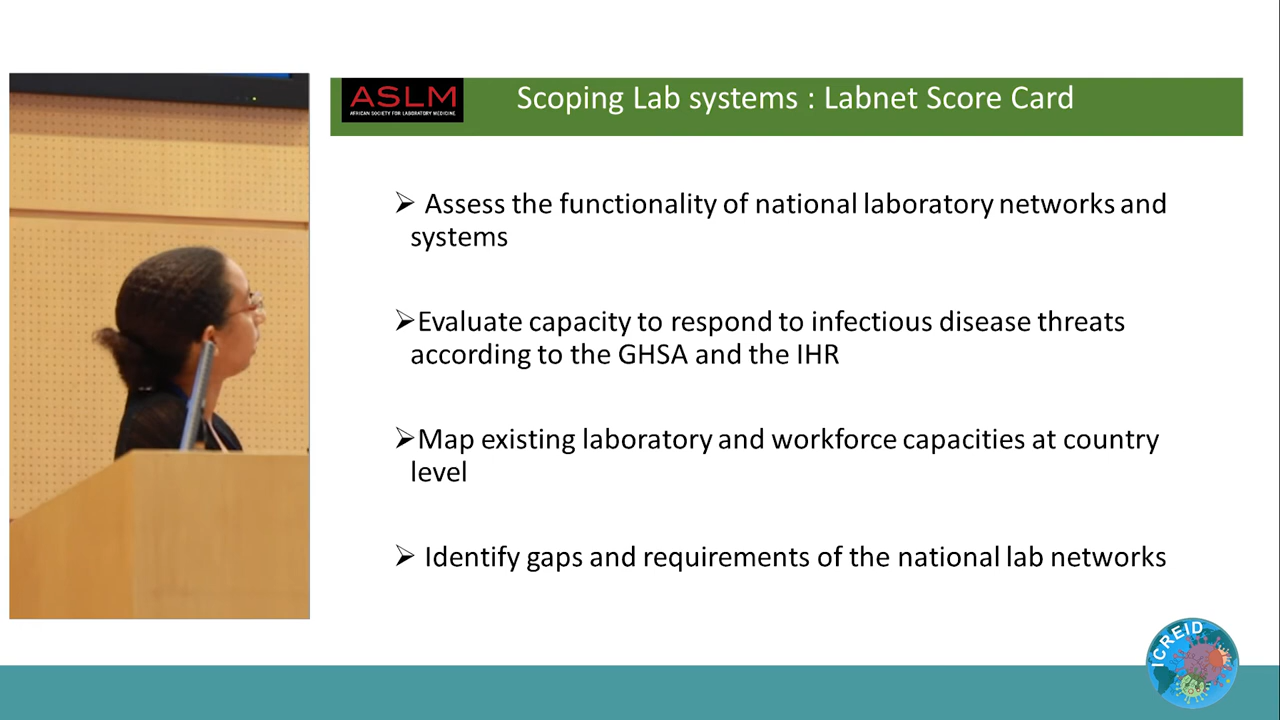 ASLM
AFRICAN SOCIETY FOR LABORATORY MEDICINE
Scoping Lab systems : Labnet Score Card
➢ Assess the functionality of national laboratory networks and
systems
➢Evaluate capacity to respond to infectious disease threats
according to the GHSA and the IHR
➢Map existing laboratory and workforce capacities at country
level
➢ Identify gaps and requirements of the national lab networks
ICREID